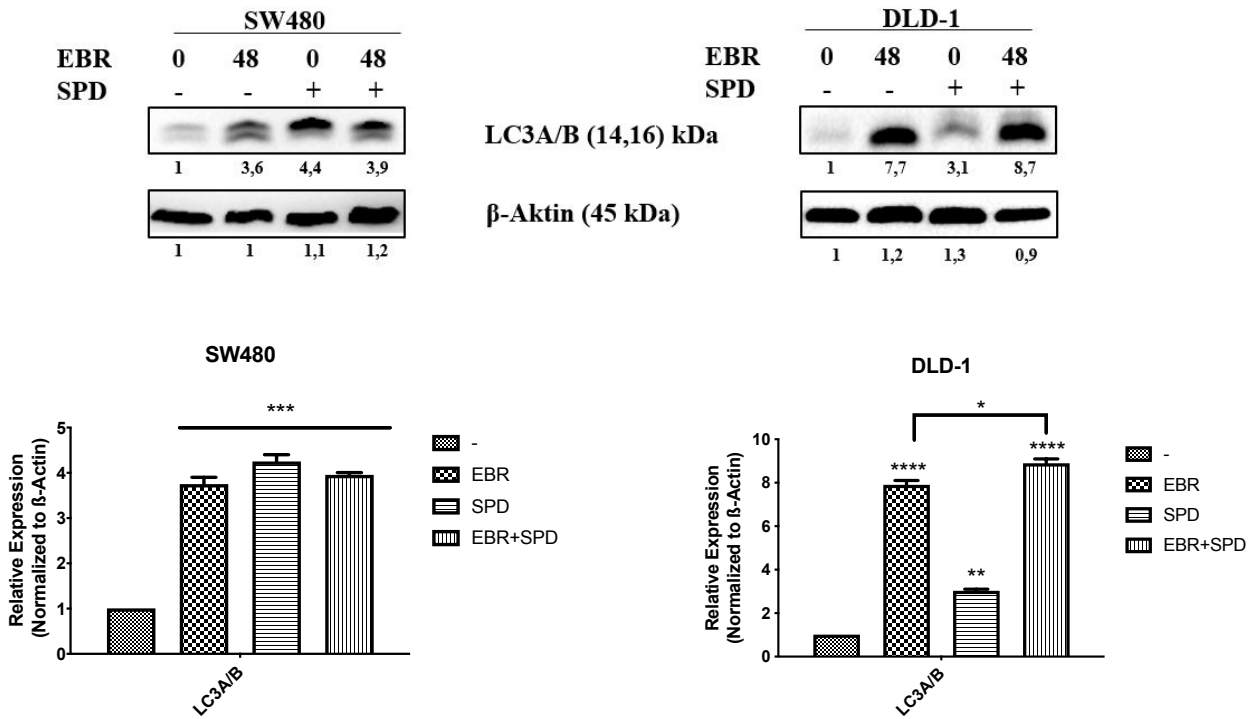 SW480
EBR 0 48 0 48
SPD - - + +
1 3,6 4,4 3,9
1 1 1,1 1,2
LC3A/B (14,16) kDa
β-Aktin (45 kDa)
DLD-1
EBR 0 48 0 48
SPD - - + +
1 7,7 3,1 8,7
1 1,2 1,3 0,9
SW480
***
Relative Expression
(Normalized to ß-Actin)
5
4
3
2
1
0
LC3A/B
-
EBR
SPD
EBR+SPD
DLD-1
*
**** ** ****
Relative Expression
(Normalized to ß-Actin)
10
8
6
4
2
0
LC3A/B
-
EBR
SPD
EBR+SPD